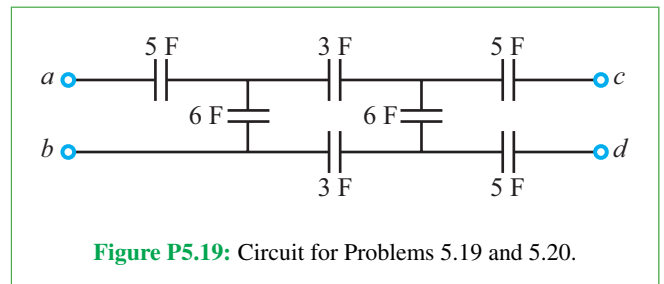 5 F 3 F 5 F
a c
6 F 6 F
b d
3 F 5 F
Figure P5.19: Circuit for Problems 5.19 and 5.20.